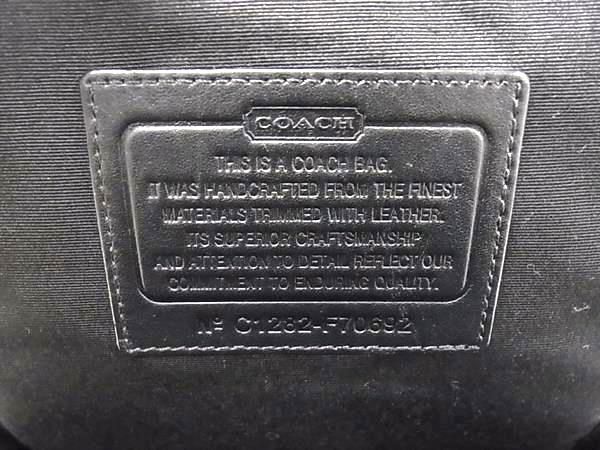 COACH
THIS IS A COACH BAG.
IT WAS HANDCRAFTED FROM THE FINEST
MATERIALS TRIMMED WITH LEATHER.
ITS SUPERIOR CRAFTSMANSHIP
AND ATTENTION TO DETAIL REFLECT OUR
COMMITMENT TO ENDURING QUALITY.
Nº C1282-F70692